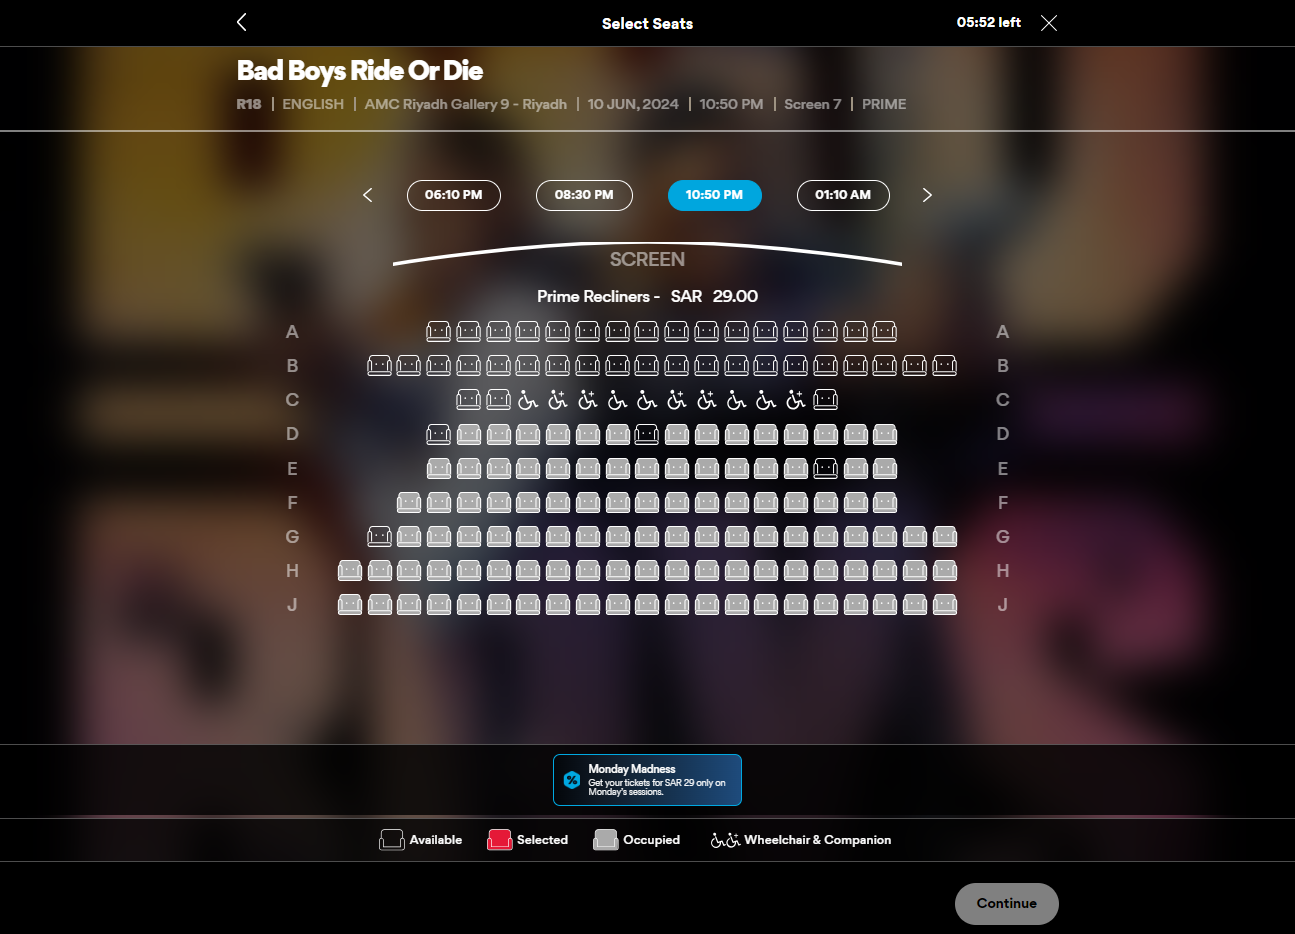 Select Seats
05:52 left
Bad Boys Ride Or Die
R18 | ENGLISH | AMC Riyadh Gallery 9 - Riyadh | 10 JUN, 2024 | 10:50 PM | Screen 7 | PRIME
06:10 PM 08:30 PM 10:50 PM 01:10 AM
SCREEN
Prime Recliners - SAR 29.00
A A
B B
C C
D D
E E
F F
G G
H H
J J
Monday Madness
Get your tickets for SAR 29 only on
Monday's sessions.
Available Selected Occupied Wheelchair & Companion
Continue